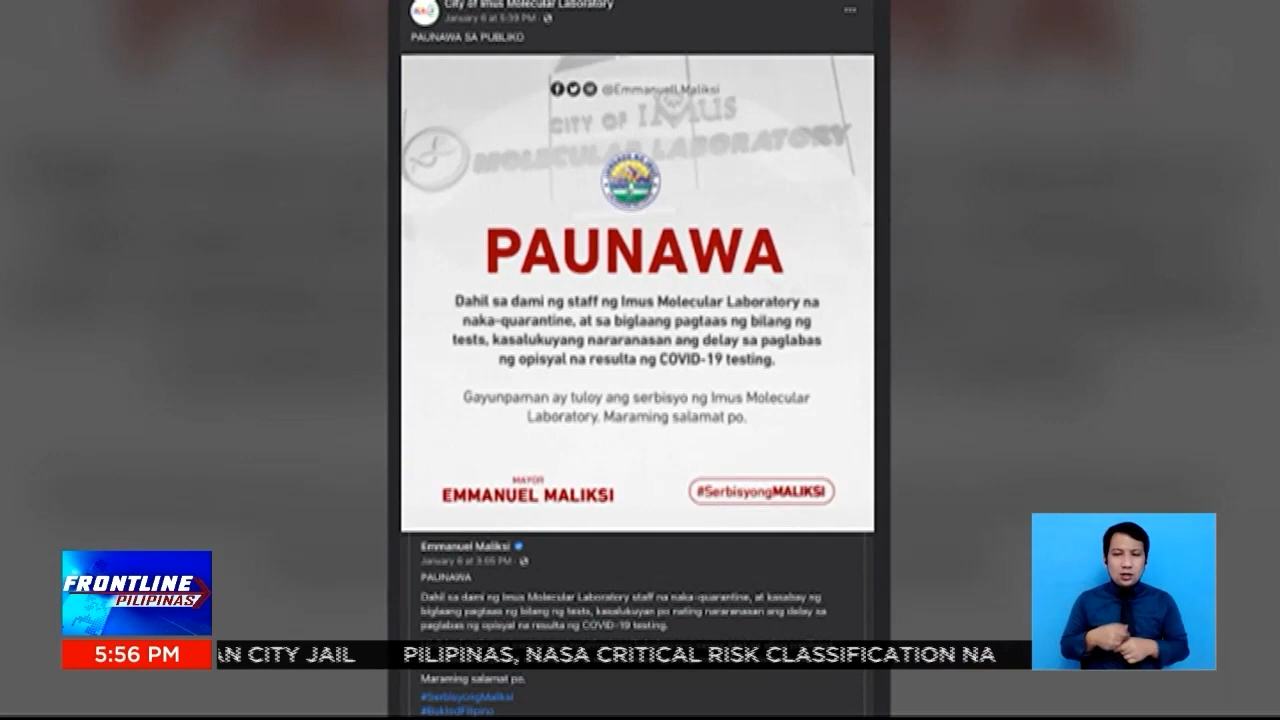 City of Imus Molecular Laboratory
January 6 at 5:39 PM
PAUNAWA SA PUBLIKO
@EmmanuelLMaliksi
CITY OF IMUS
MOLECULAR LABORATORY
PAUNAWA
Dahil sa dami ng staff ng Imus Molecular Laboratory na
naka-quarantine, at sa biglaang pagtaas ng bilang ng
tests, kasalukuyang nararanasan ang delay sa paglabas
ng opisyal na resulta ng COVID-19 testing.
Gayunpaman ay tuloy ang serbisyo ng Imus Molecular
Laboratory. Maraming salamat po.
MAYOR
EMMANUEL MALIKSI
#SerbisyongMALIKSI
Emmanuel Maliksi
January 6 at 3:05 PM
PAUNAWA
Dahil sa dami ng Imus Molecular Laboratory staff na naka-quarantine, at kasabay ng
biglaang pagtaas ng bilang ng tests, kasalukuyan po nating nararanasan ang delay sa
paglabas ng opisyal na resulta ng COVID-19 testing.
Maraming salamat po.
#SerbisyongMaliksi
#BukludFilipino
FRONTLINE
PILIPINAS
5:56 PM
AN CITY JAIL PILIPINAS, NASA CRITICAL RISK CLASSIFICATION NA